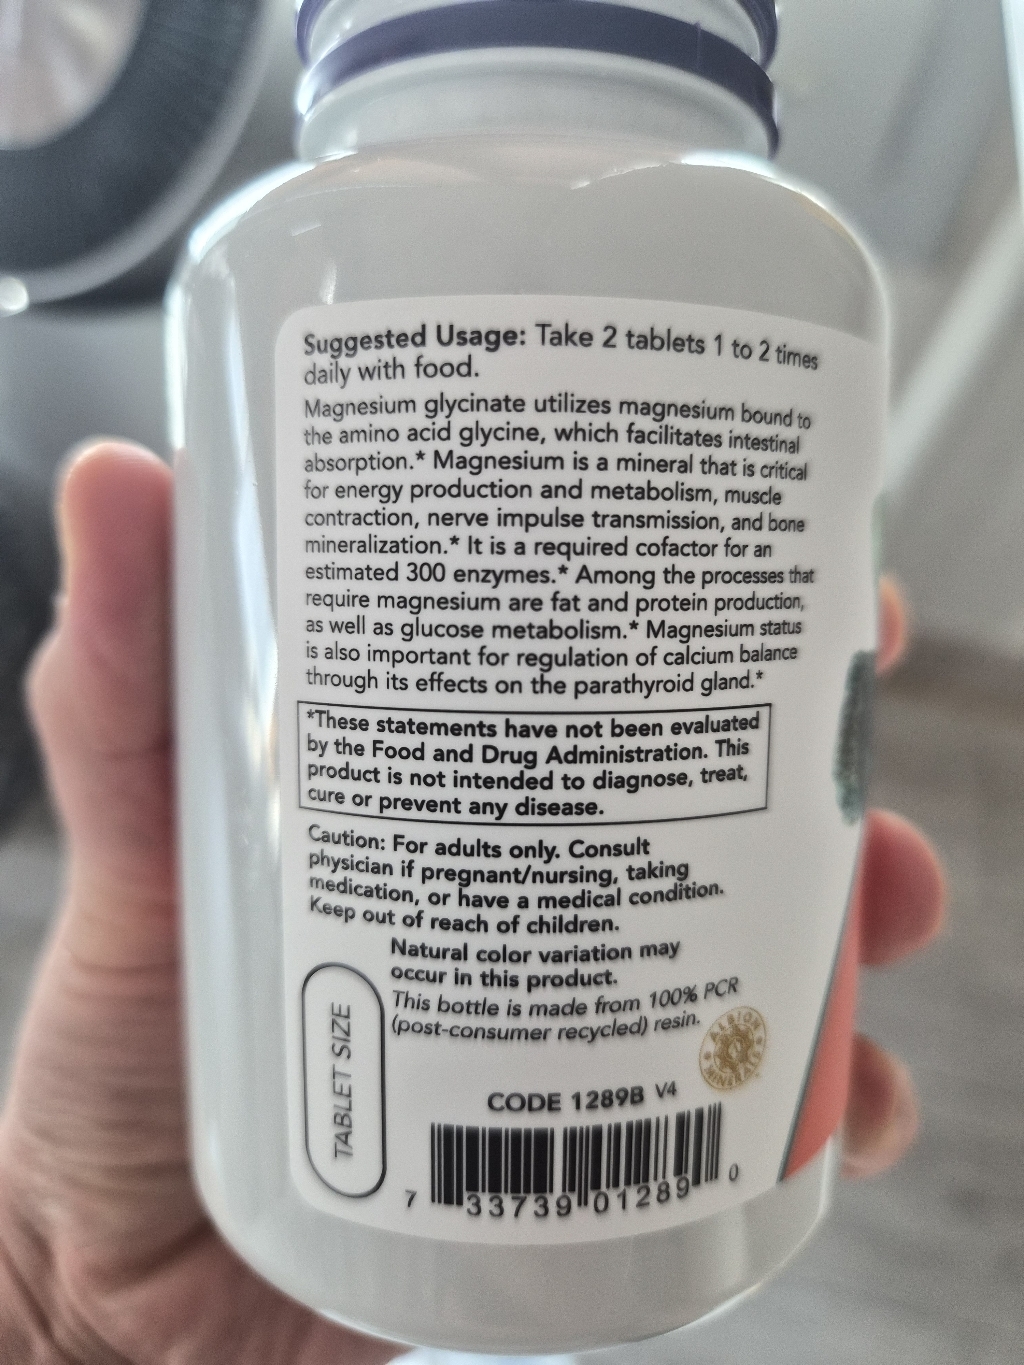 Suggested Usage: Take 2 tablets 1 to 2 times
daily with food.
Magnesium glycinate utilizes magnesium bound to
the amino acid glycine, which facilitates intestinal
absorption.* Magnesium is a mineral that is critical
for energy production and metabolism, muscle
contraction, nerve impulse transmission, and bone
mineralization.* It is a required cofactor for an
estimated 300 enzymes.* Among the processes that
require magnesium are fat and protein production,
as well as glucose metabolism.* Magnesium status
is also important for regulation of calcium balance
through its effects on the parathyroid gland.*
*These statements have not been evaluated
by the Food and Drug Administration. This
product is not intended to diagnose, treat,
cure or prevent any disease.
Caution: For adults only. Consult
physician if pregnant/nursing, taking
medication, or have a medical condition.
Keep out of reach of children.
Natural color variation may
occur in this product.
This bottle is made from 100% PCR
(post-consumer recycled) resin.
ALBION
MINERALS
TABLET SIZE
CODE 1289B V4
7 33739 01289 0